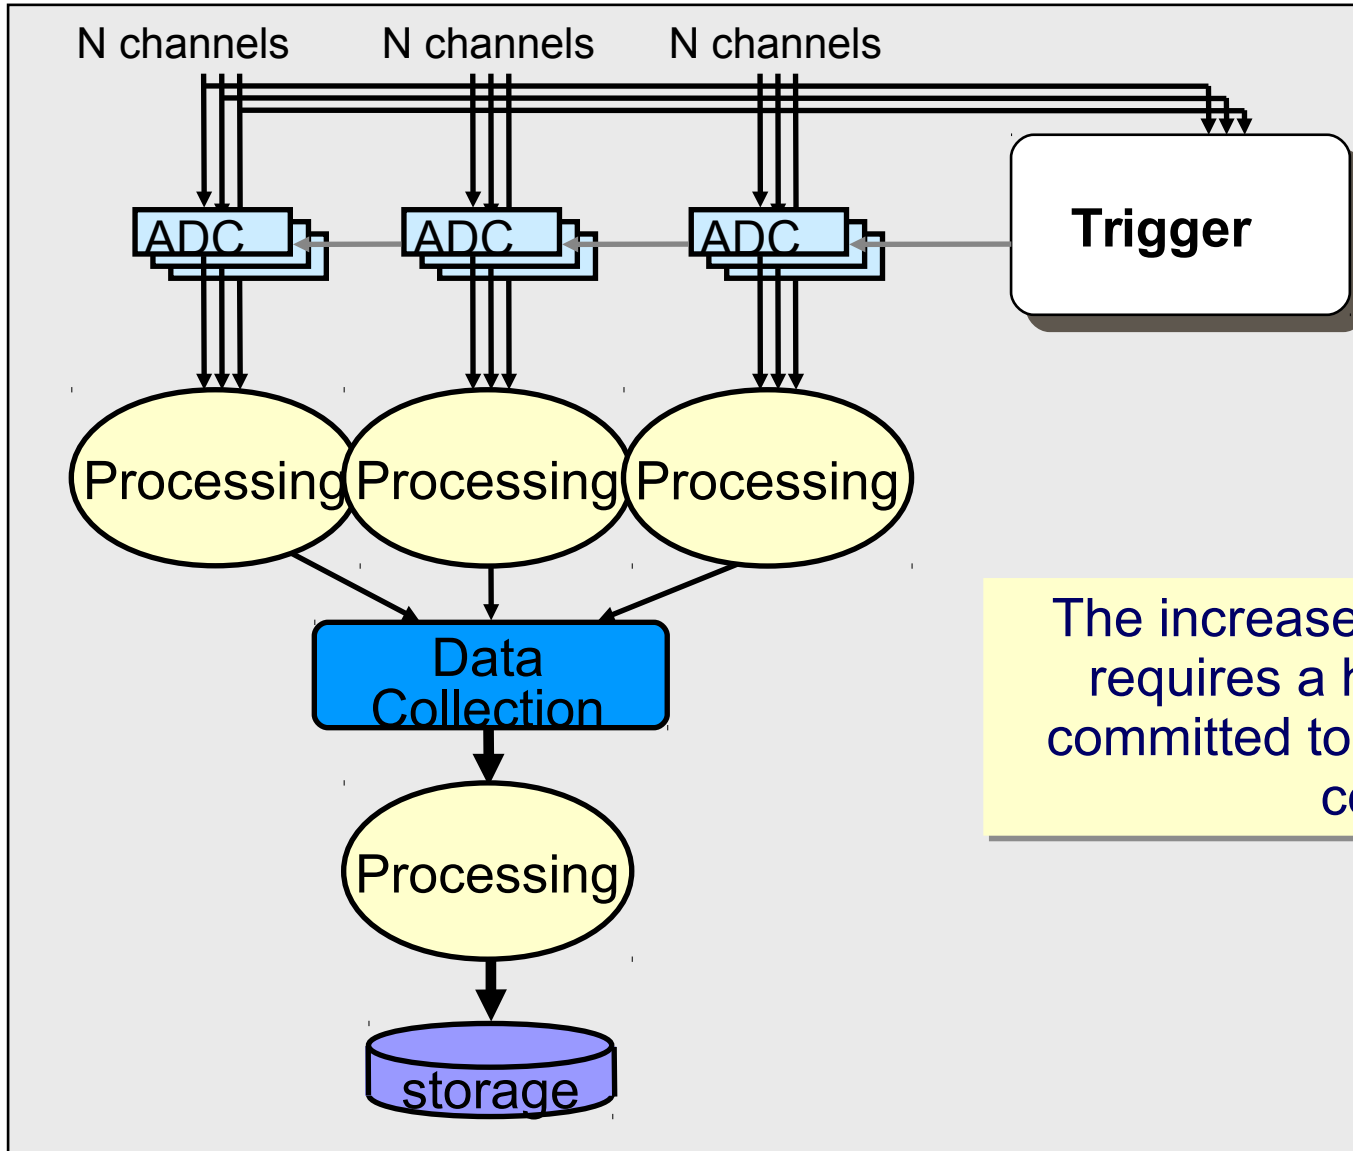 N channels N channels N channels
ADC ADC ADC
Trigger
Processing Processing Processing
Data
Collection
Processing
storage
The increase
requires a
committed to